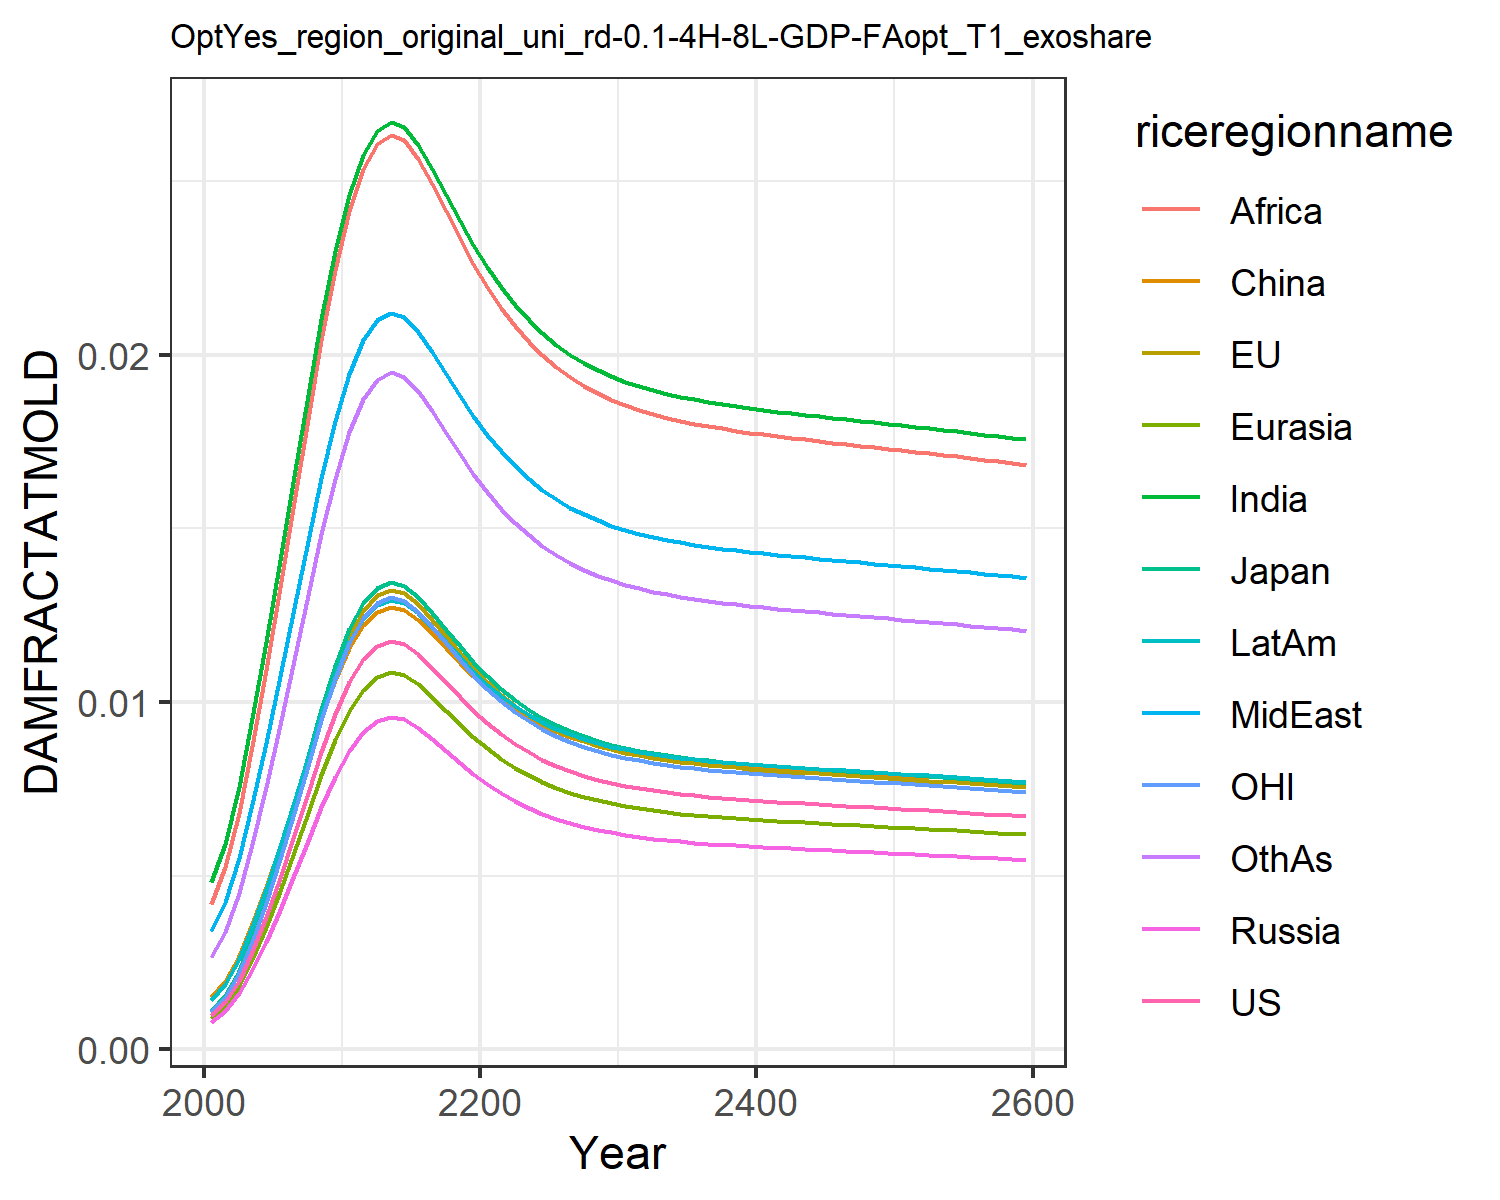 OptYes_region_original_uni_rd-0.1-4H-8L-GDP-FAopt_T1_exoshare
DAMFRACTATMOLD
0.02
0.01
0.00
2000 2200 2400 2600
Year
riceregionname
Africa
China
EU
Eurasia
India
Japan
LatAm
MidEast
OHI
OthAs
Russia
US